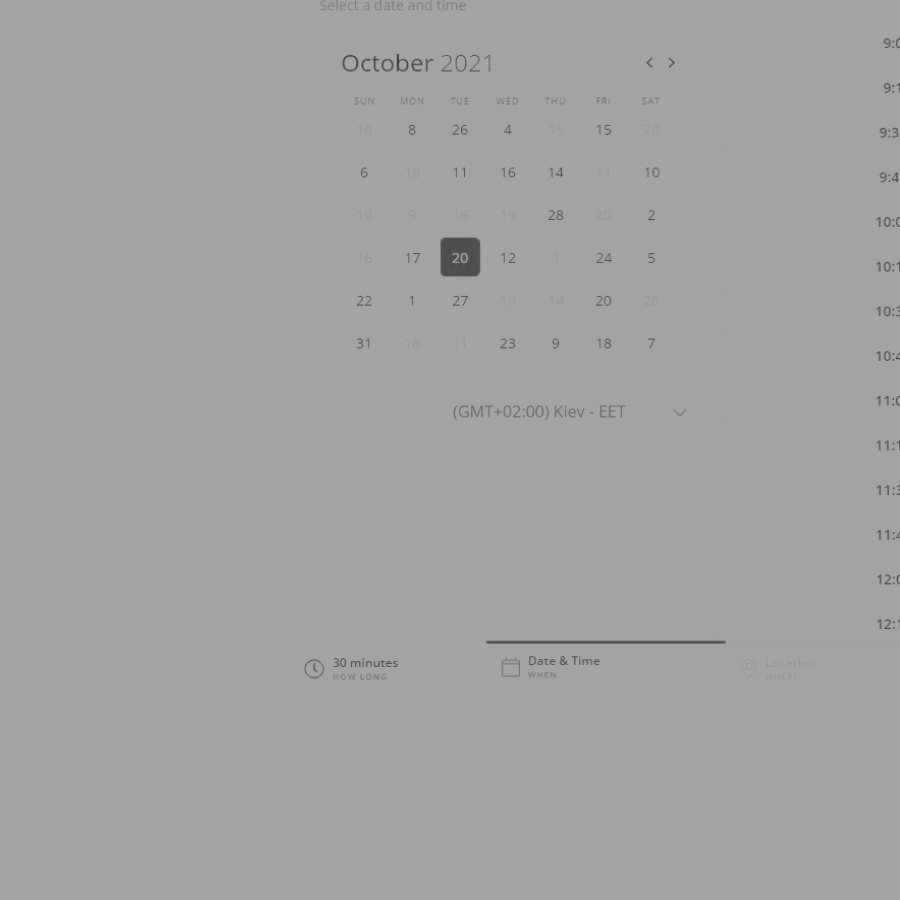 Select a date and time
October 2021
SUN MON TUE WED THU FRI SAT
18 8 26 4 15 15 20
6 18 11 16 14 11 10
10 9 16 19 28 20 2
16 17 20 12 1 24 5
22 1 27 19 14 20 26
31 18 11 23 9 18 7
(GMT+02:00) Kiev - EET
9:0
9:1
9:3
9:4
10:0
10:1
10:3
10:4
11:0
11:1
11:3
11:4
12:0
12:1
30 minutes
HOW LONG
Date & Time
WHEN
Location
WHERE